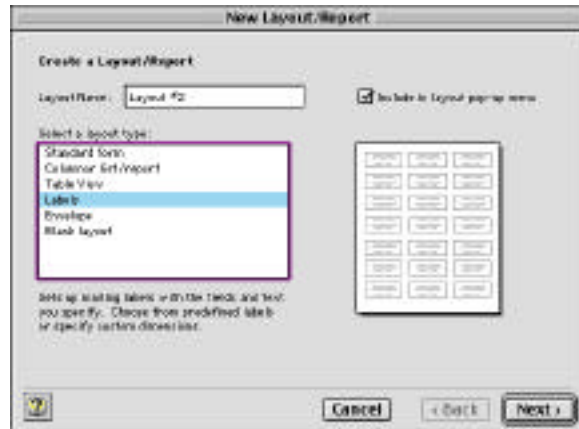 New Layout/Report
Create a Layout/Report
Layout Name: Layout #2
Include in layout pop-up menu
Select a layout type:
Standard form
Columnar list/report
Table View
Labels
Envelope
Blank layout
Sets up mailing labels with the fields and text
you specify. Choose from predefined labels
or specify custom dimensions.
?
Cancel
‹ Back
Next ›